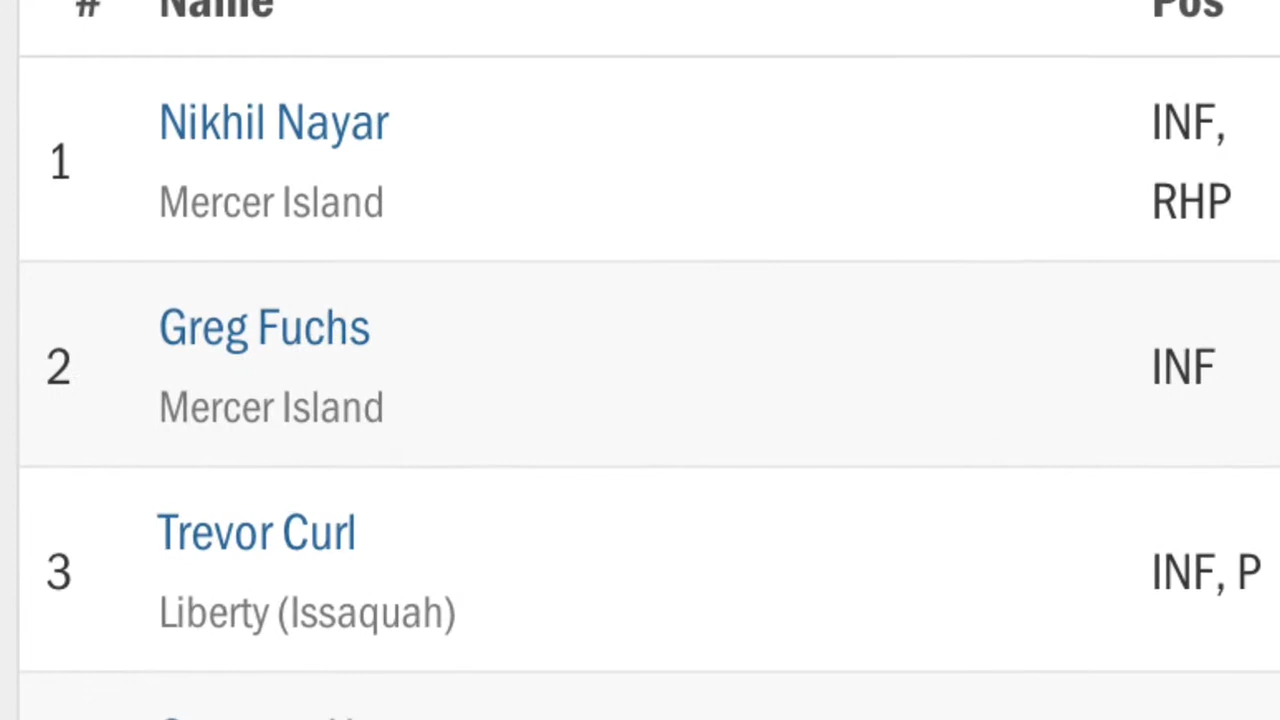 # Name Pos
Nikhil Nayar INF,
1
Mercer Island RHP
Greg Fuchs
2 INF
Mercer Island
Trevor Curl
3 INF, P
Liberty (Issaquah)